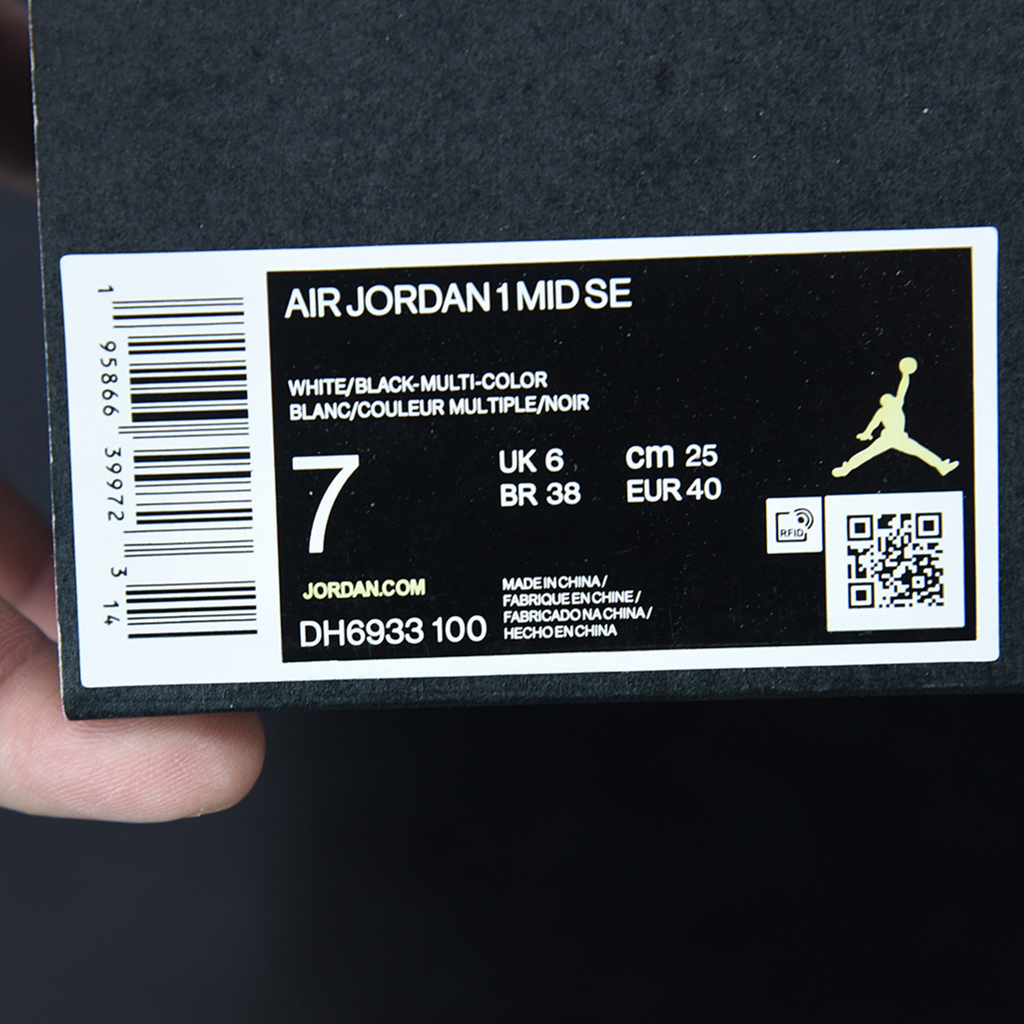 AIR JORDAN 1 MID SE
WHITE/BLACK-MULTI-COLOR
BLANC/COULEUR MULTIPLE/NOIR
7
UK 6
cm 25
BR 38
EUR 40
RFID
JORDAN.COM
DH6933 100
MADE IN CHINA /
FABRIQUE EN CHINE /
FABRICADO NA CHINA /
HECHO EN CHINA
1 95866 39972 3 14